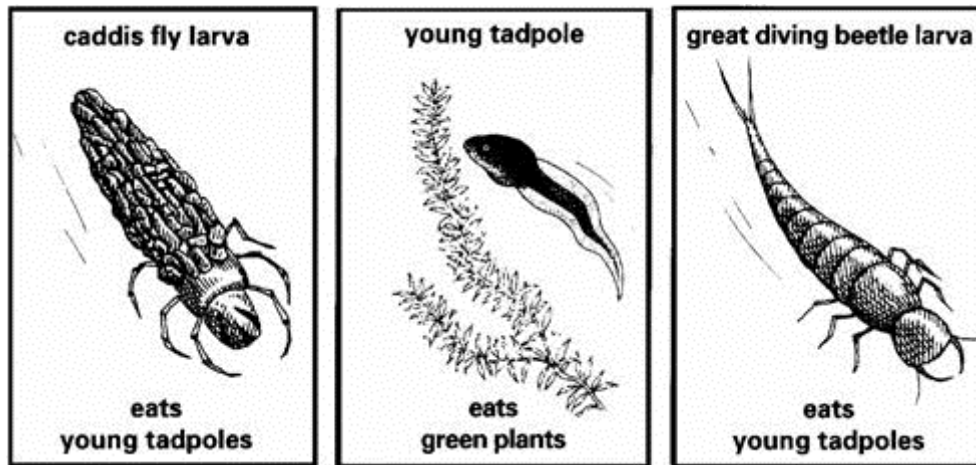 caddis fly larva
eats
young tadpoles
young tadpole
eats
green plants
great diving beetle larva
eats
young tadpoles